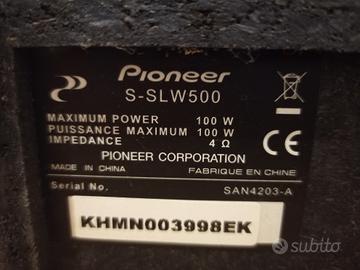 Pioneer
S-SLW500
MAXIMUM POWER 100 W
PUISSANCE MAXIMUM 100 W
IMPEDANCE 4 Ω
PIONEER CORPORATION
MADE IN CHINA FABRIQUE EN CHINE
Serial No. SAN4203-A
KHMN003998EK
subito